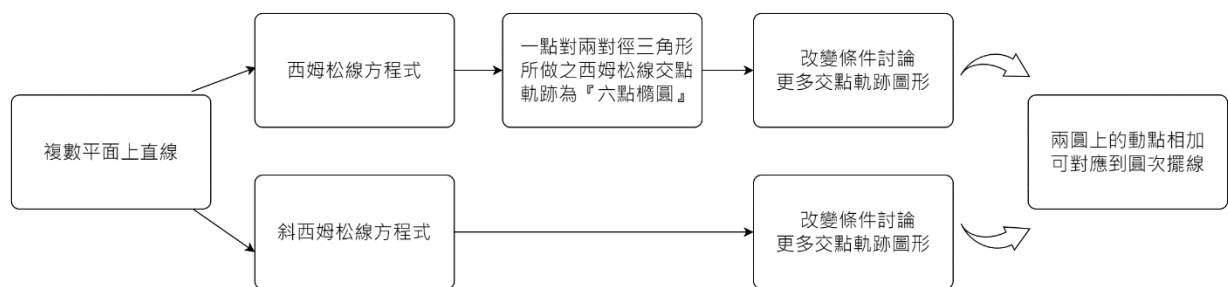 複數平面上直線
西姆松線方程式
一點對兩對徑三角形
所做之西姆松線交點
軌跡為『六點橢圓』
改變條件討論
更多交點軌跡圖形
斜西姆松線方程式
改變條件討論
更多交點軌跡圖形
兩圓上的動點相加
可對應到圓次擺線